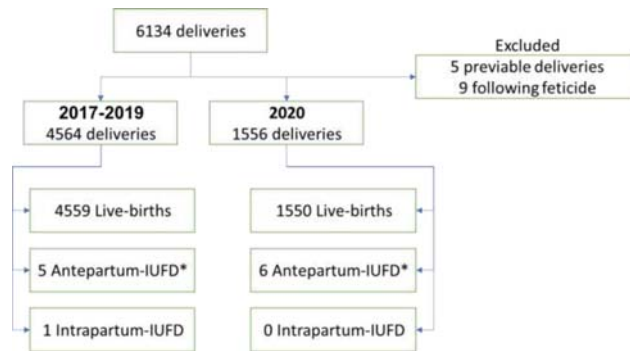 6134 deliveries
Excluded
5 previable deliveries
9 following feticide
2017-2019
4564 deliveries
2020
1556 deliveries
4559 Live-births
1550 Live-births
5 Antepartum-IUFD*
6 Antepartum-IUFD*
1 Intrapartum-IUFD
0 Intrapartum-IUFD